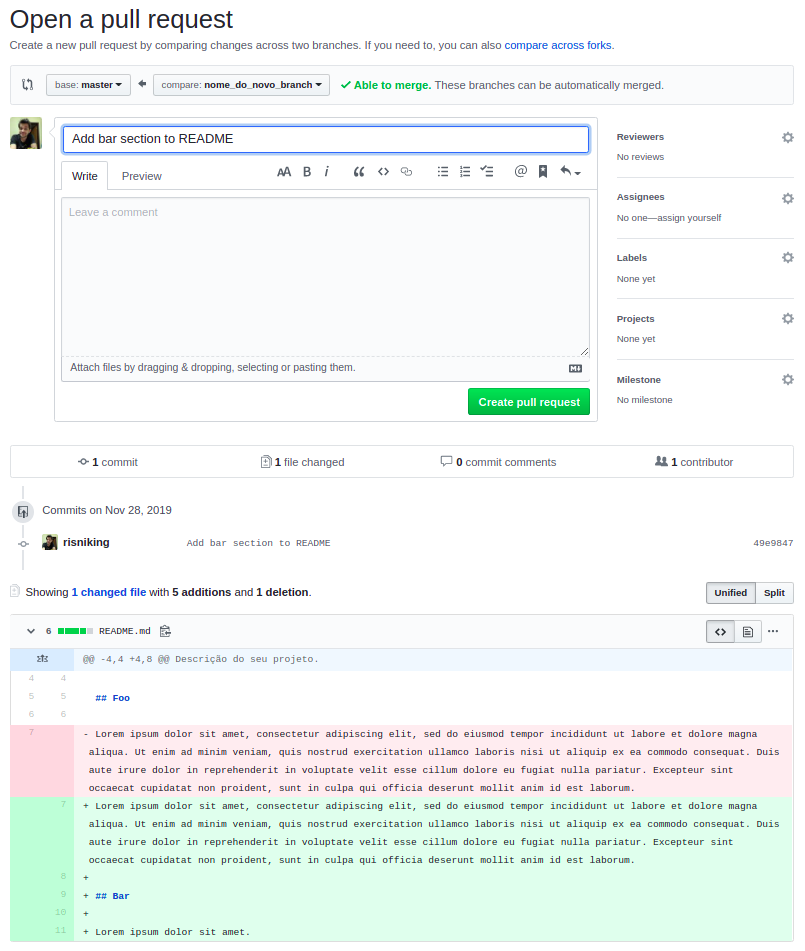 Open a pull request
Create a new pull request by comparing changes across two branches. If you need to, you can also compare across forks.
base: master compare: nome_do_novo_branch Able to merge. These branches can be automatically merged.
Add bar section to README
Write Preview AA B i @
Leave a comment
Attach files by dragging & dropping, selecting or pasting them.
Create pull request
Reviewers
No reviews
Assignees
No one—assign yourself
Labels
None yet
Projects
None yet
Milestone
No milestone
1 commit 1 file changed 0 commit comments 1 contributor
Commits on Nov 28, 2019
risniking Add bar section to README 49e9847
Showing 1 changed file with 5 additions and 1 deletion. Unified Split
6 README.md <> ···
@@ -4,4 +4,8 @@ Descrição do seu projeto.
4 4
5 5 ## Foo
6 6
7 - Lorem ipsum dolor sit amet, consectetur adipiscing elit, sed do eiusmod tempor incididunt ut labore et dolore magna
aliqua. Ut enim ad minim veniam, quis nostrud exercitation ullamco laboris nisi ut aliquip ex ea commodo consequat. Duis
aute irure dolor in reprehenderit in voluptate velit esse cillum dolore eu fugiat nulla pariatur. Excepteur sint
occaecat cupidatat non proident, sunt in culpa qui officia deserunt mollit anim id est laborum.
7 + Lorem ipsum dolor sit amet, consectetur adipiscing elit, sed do eiusmod tempor incididunt ut labore et dolore magna
aliqua. Ut enim ad minim veniam, quis nostrud exercitation ullamco laboris nisi ut aliquip ex ea commodo consequat. Duis
aute irure dolor in reprehenderit in voluptate velit esse cillum dolore eu fugiat nulla pariatur. Excepteur sint
occaecat cupidatat non proident, sunt in culpa qui officia deserunt mollit anim id est laborum.
8 +
9 + ## Bar
10 +
11 + Lorem ipsum dolor sit amet.